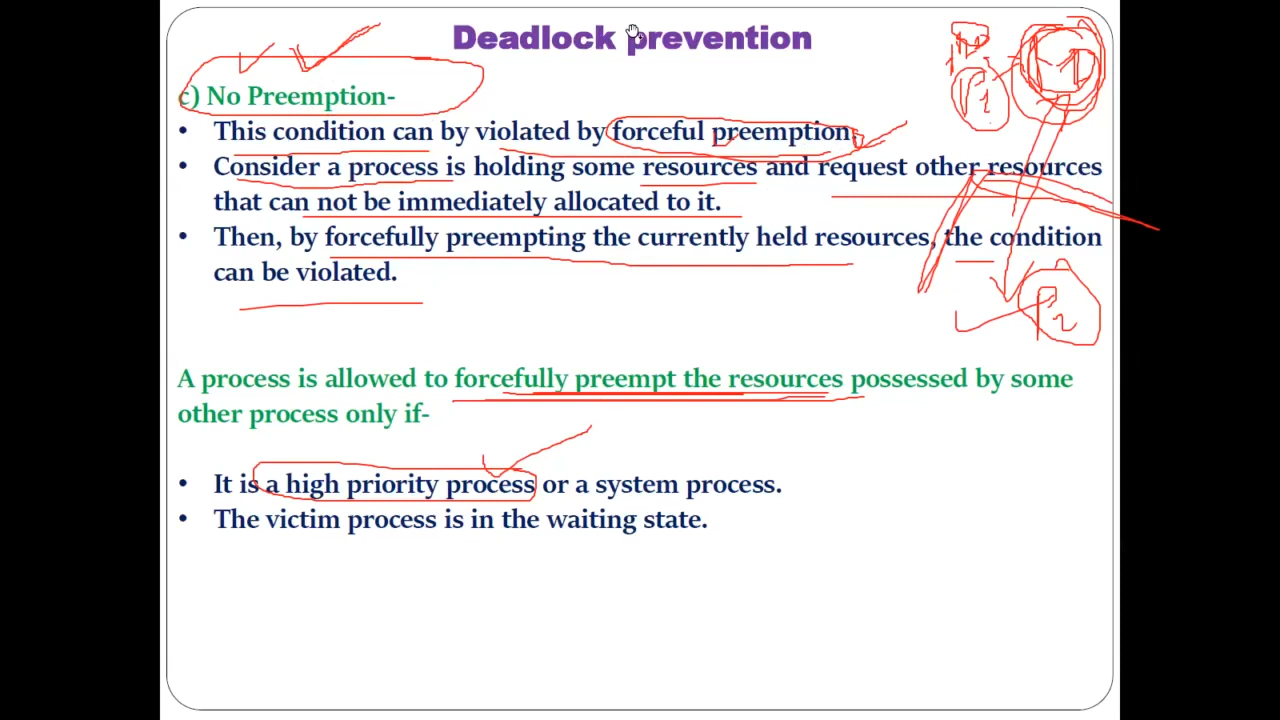 Deadlock prevention
c) No Preemption-
• This condition can by violated by forceful preemption.
• Consider a process is holding some resources and request other resources
that can not be immediately allocated to it.
• Then, by forcefully preempting the currently held resources, the condition
can be violated.
A process is allowed to forcefully preempt the resources possessed by some
other process only if-
• It is a high priority process or a system process.
• The victim process is in the waiting state.
P1
P2